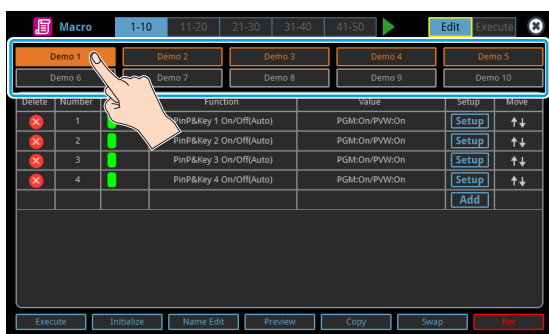 Macro 1-10 11-20 21-30 31-40 41-50 Edit Execute
Demo 1 Demo 2 Demo 3 Demo 4 Demo 5
Demo 6 Demo 7 Demo 8 Demo 9 Demo 10
Delete Number Function Value Setup Move
1 PinP&Key 1 On/Off(Auto) PGM:On/PVW:On Setup
2 PinP&Key 2 On/Off(Auto) PGM:On/PVW:On Setup
3 PinP&Key 3 On/Off(Auto) PGM:On/PVW:On Setup
4 PinP&Key 4 On/Off(Auto) PGM:On/PVW:On Setup
Add
Execute Initialize Name Edit Preview Copy Swap Rec